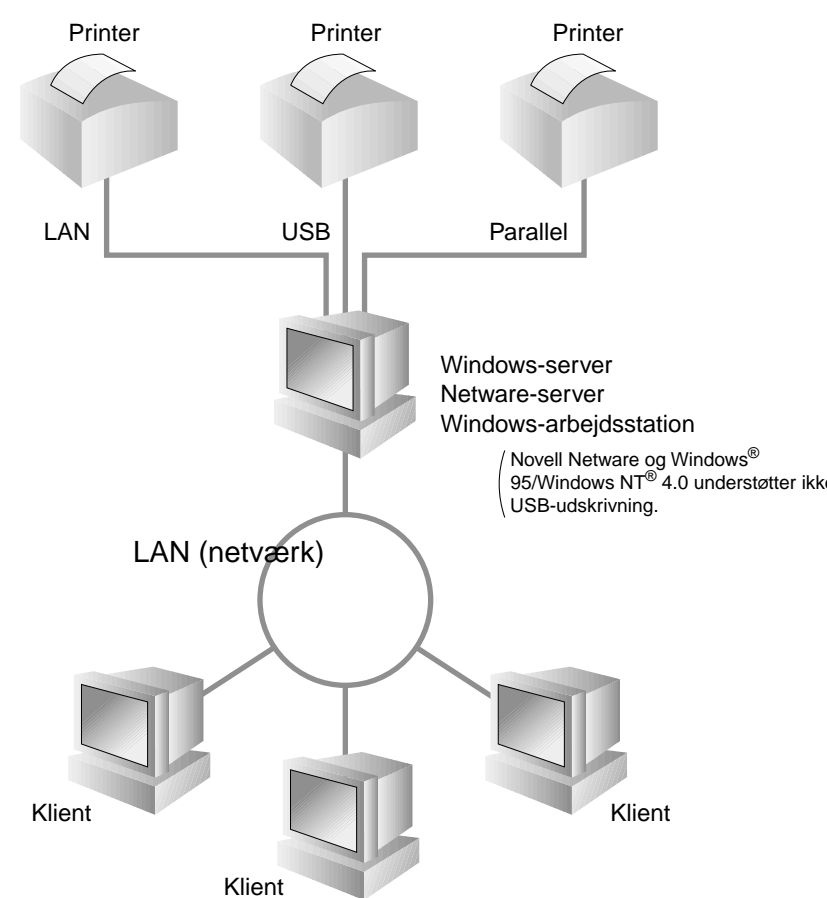 Printer Printer Printer
LAN USB Parallel
Windows-server
Netware-server
Windows-arbejdsstation
Novell Netware og Windows®
95/Windows NT® 4.0 understøtter ikke
USB-udskrivning.
LAN (netværk)
Klient Klient
Klient